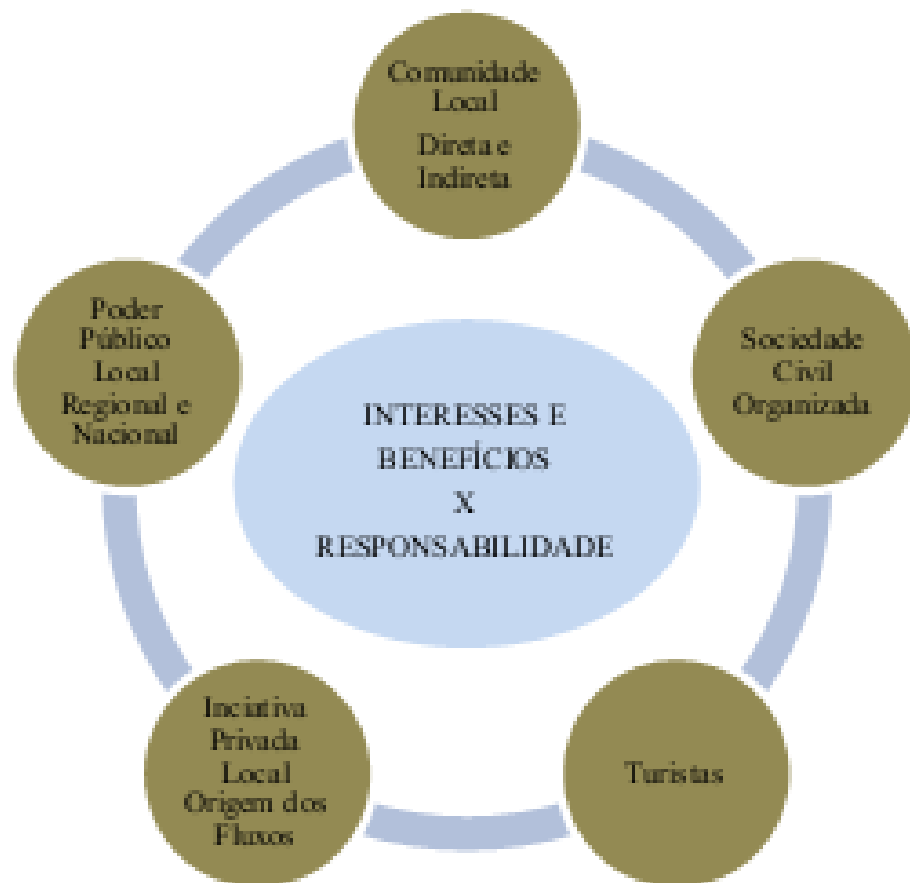 Comunidade
Local
Direta e
Indireta
Poder
Público
Local
Regional e
Nacional
Sociedade
Civil
Organizada
INTERESSES E
BENEFÍCIOS
X
RESPONSABILIDADE
Inciativa
Privada
Local
Origem dos
Fluxos
Turistas